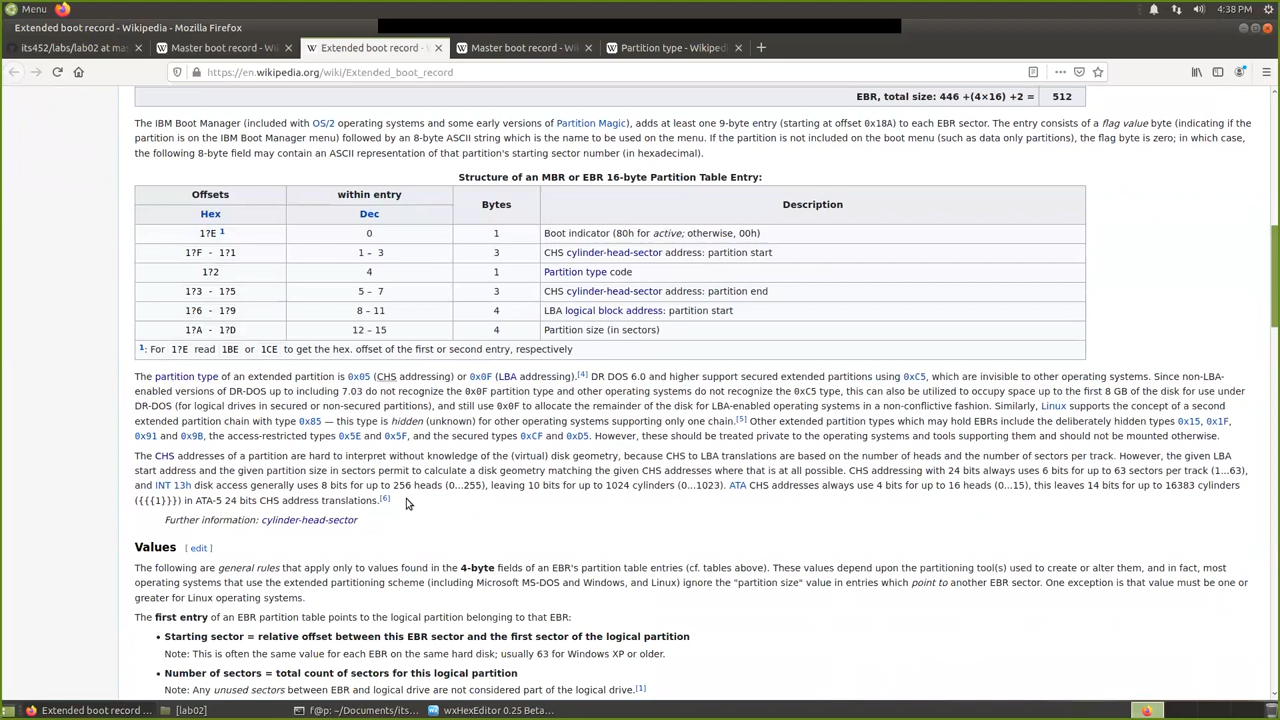 Menu
4:38 PM
Extended boot record - Wikipedia - Mozilla Firefox
its452/labs/lab02 at mas
Master boot record - Wi
Extended boot record -
Master boot record - Wi
Partition type - Wikiped
https://en.wikipedia.org/wiki/Extended_boot_record
EBR, total size: 446 +(4×16) +2 = 512
The IBM Boot Manager (included with OS/2 operating systems and some early versions of Partition Magic), adds at least one 9-byte entry (starting at offset 0x18A) to each EBR sector. The entry consists of a flag value byte (indicating if the
partition is on the IBM Boot Manager menu) followed by an 8-byte ASCII string which is the name to be used on the menu. If the partition is not included on the boot menu (such as data only partitions), the flag byte is zero; in which case,
the following 8-byte field may contain an ASCII representation of that partition's starting sector number (in hexadecimal).
Structure of an MBR or EBR 16-byte Partition Table Entry:
Offsets within entry Bytes Description
Hex Dec
1?E 1 0 1 Boot indicator (80h for active; otherwise, 00h)
1?F - 1?1 1 – 3 3 CHS cylinder-head-sector address: partition start
1?2 4 1 Partition type code
1?3 - 1?5 5 – 7 3 CHS cylinder-head-sector address: partition end
1?6 - 1?9 8 – 11 4 LBA logical block address: partition start
1?A - 1?D 12 – 15 4 Partition size (in sectors)
1: For 1?E read 1BE or 1CE to get the hex. offset of the first or second entry, respectively
The partition type of an extended partition is 0x05 (CHS addressing) or 0x0F (LBA addressing).[4] DR DOS 6.0 and higher support secured extended partitions using 0xC5, which are invisible to other operating systems. Since non-LBA-
enabled versions of DR-DOS up to including 7.03 do not recognize the 0x0F partition type and other operating systems do not recognize the 0xC5 type, this can also be utilized to occupy space up to the first 8 GB of the disk for use under
DR-DOS (for logical drives in secured or non-secured partitions), and still use 0x0F to allocate the remainder of the disk for LBA-enabled operating systems in a non-conflictive fashion. Similarly, Linux supports the concept of a second
extended partition chain with type 0x85 — this type is hidden (unknown) for other operating systems supporting only one chain.[5] Other extended partition types which may hold EBRs include the deliberately hidden types 0x15, 0x1F,
0x91 and 0x9B, the access-restricted types 0x5E and 0x5F, and the secured types 0xCF and 0xD5. However, these should be treated private to the operating systems and tools supporting them and should not be mounted otherwise.
The CHS addresses of a partition are hard to interpret without knowledge of the (virtual) disk geometry, because CHS to LBA translations are based on the number of heads and the number of sectors per track. However, the given LBA
start address and the given partition size in sectors permit to calculate a disk geometry matching the given CHS addresses where that is at all possible. CHS addressing with 24 bits always uses 6 bits for up to 63 sectors per track (1...63),
and INT 13h disk access generally uses 8 bits for up to 256 heads (0...255), leaving 10 bits for up to 1024 cylinders (0...1023). ATA CHS addresses always use 4 bits for up to 16 heads (0...15), this leaves 14 bits for up to 16383 cylinders
({{{1}}}) in ATA-5 24 bits CHS address translations.[6]
Further information: cylinder-head-sector
Values [ edit ]
The following are general rules that apply only to values found in the 4-byte fields of an EBR's partition table entries (cf. tables above). These values depend upon the partitioning tool(s) used to create or alter them, and in fact, most
operating systems that use the extended partitioning scheme (including Microsoft MS-DOS and Windows, and Linux) ignore the "partition size" value in entries which point to another EBR sector. One exception is that value must be one or
greater for Linux operating systems.
The first entry of an EBR partition table points to the logical partition belonging to that EBR:
• Starting sector = relative offset between this EBR sector and the first sector of the logical partition
Note: This is often the same value for each EBR on the same hard disk; usually 63 for Windows XP or older.
• Number of sectors = total count of sectors for this logical partition
Note: Any unused sectors between EBR and logical drive are not considered part of the logical drive.[1]
Extended boot record ...
[lab02]
f@p: ~/Documents/its...
wxHexEditor 0.25 Beta...